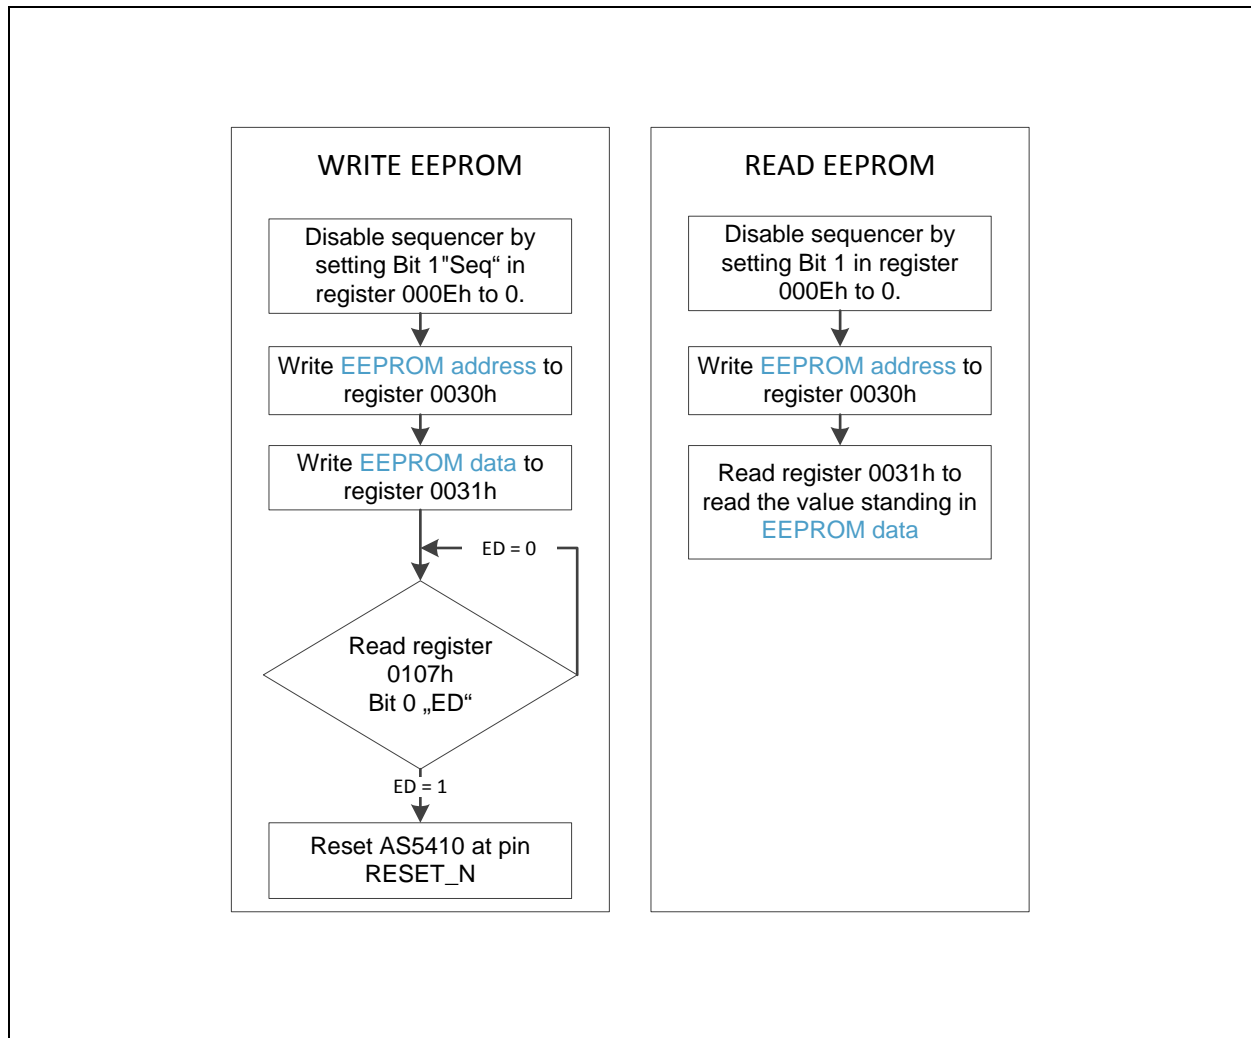 WRITE EEPROM
Disable sequencer by
setting Bit 1"Seq“ in
register 000Eh to 0.
Write EEPROM address to
register 0030h
Write EEPROM data to
register 0031h
ED = 0
Read register
0107h
Bit 0 „ED“
ED = 1
Reset AS5410 at pin
RESET_N
READ EEPROM
Disable sequencer by
setting Bit 1 in register
000Eh to 0.
Write EEPROM address to
register 0030h
Read register 0031h to
read the value standing in
EEPROM data